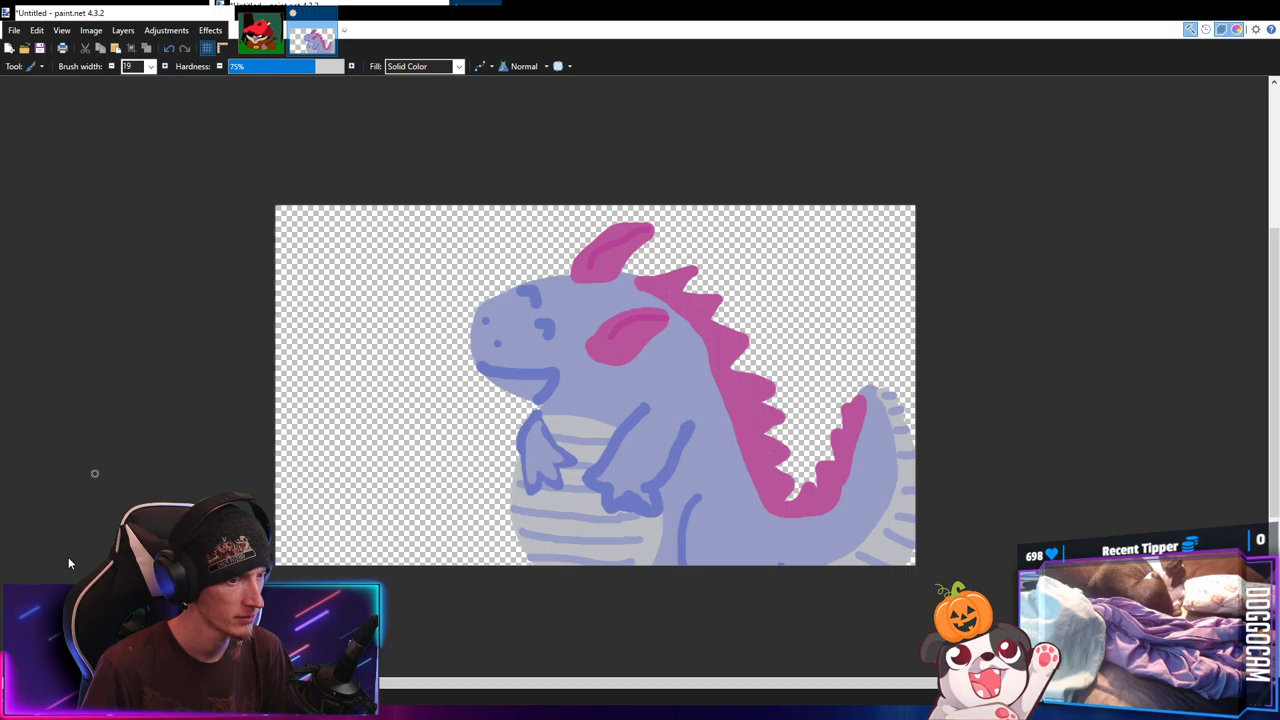 *Untitled - paint.net 4.3.2
File Edit View Image Layers Adjustments Effects
Tool: Brush width: 19 Hardness: 75% Fill: Solid Color Normal
698 Recent Tipper 0
DOGGOCAM